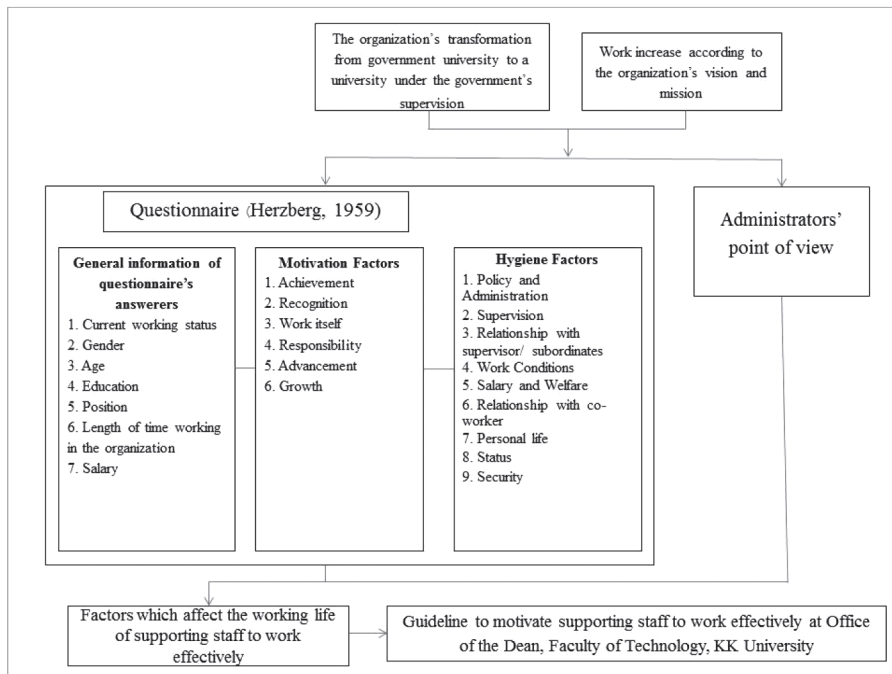 The organization's transformation
from government university to a
university under the government's
supervision
Work increase according to
the organization's vision and
mission
Questionnaire (Herzberg, 1959)
Administrators'
point of view
General information of
questionnaire's
answerers
1. Current working status
2. Gender
3. Age
4. Education
5. Position
6. Length of time working
in the organization
7. Salary
Motivation Factors
1. Achievement
2. Recognition
3. Work itself
4. Responsibility
5. Advancement
6. Growth
Hygiene Factors
1. Policy and
Administration
2. Supervision
3. Relationship with
supervisor/ subordinates
4. Work Conditions
5. Salary and Welfare
6. Relationship with co-
worker
7. Personal life
8. Status
9. Security
Factors which affect the working life
of supporting staff to work
effectively
Guideline to motivate supporting staff to work effectively at Office
of the Dean, Faculty of Technology, KK University